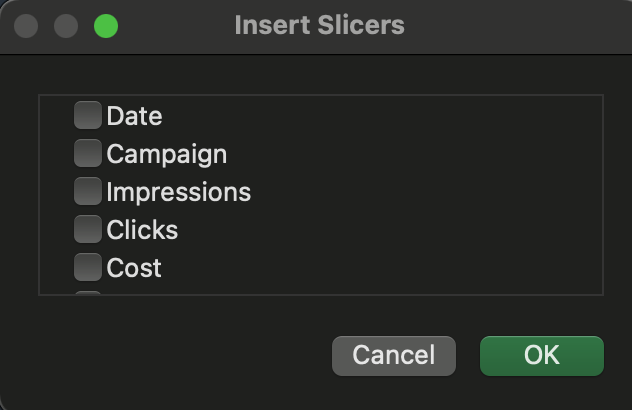 Insert Slicers
Date
Campaign
Impressions
Clicks
Cost
Cancel
OK